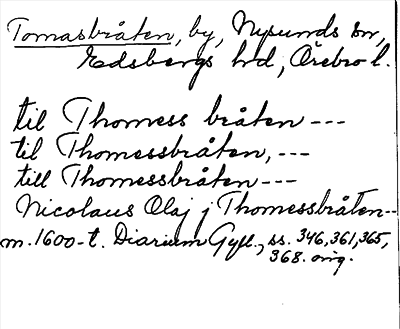 Tomasbråten, by, Nysunds sn,
Edsbergs hd, Örebro l.
til Thomess bråten ---
til Thomessbråten, ---
till Thomessbråten ---
Nicolaus Olaj j Thomessbråten--
m. 1600-t. Diarium Gyll., ss. 346, 361, 365,
368. orig.